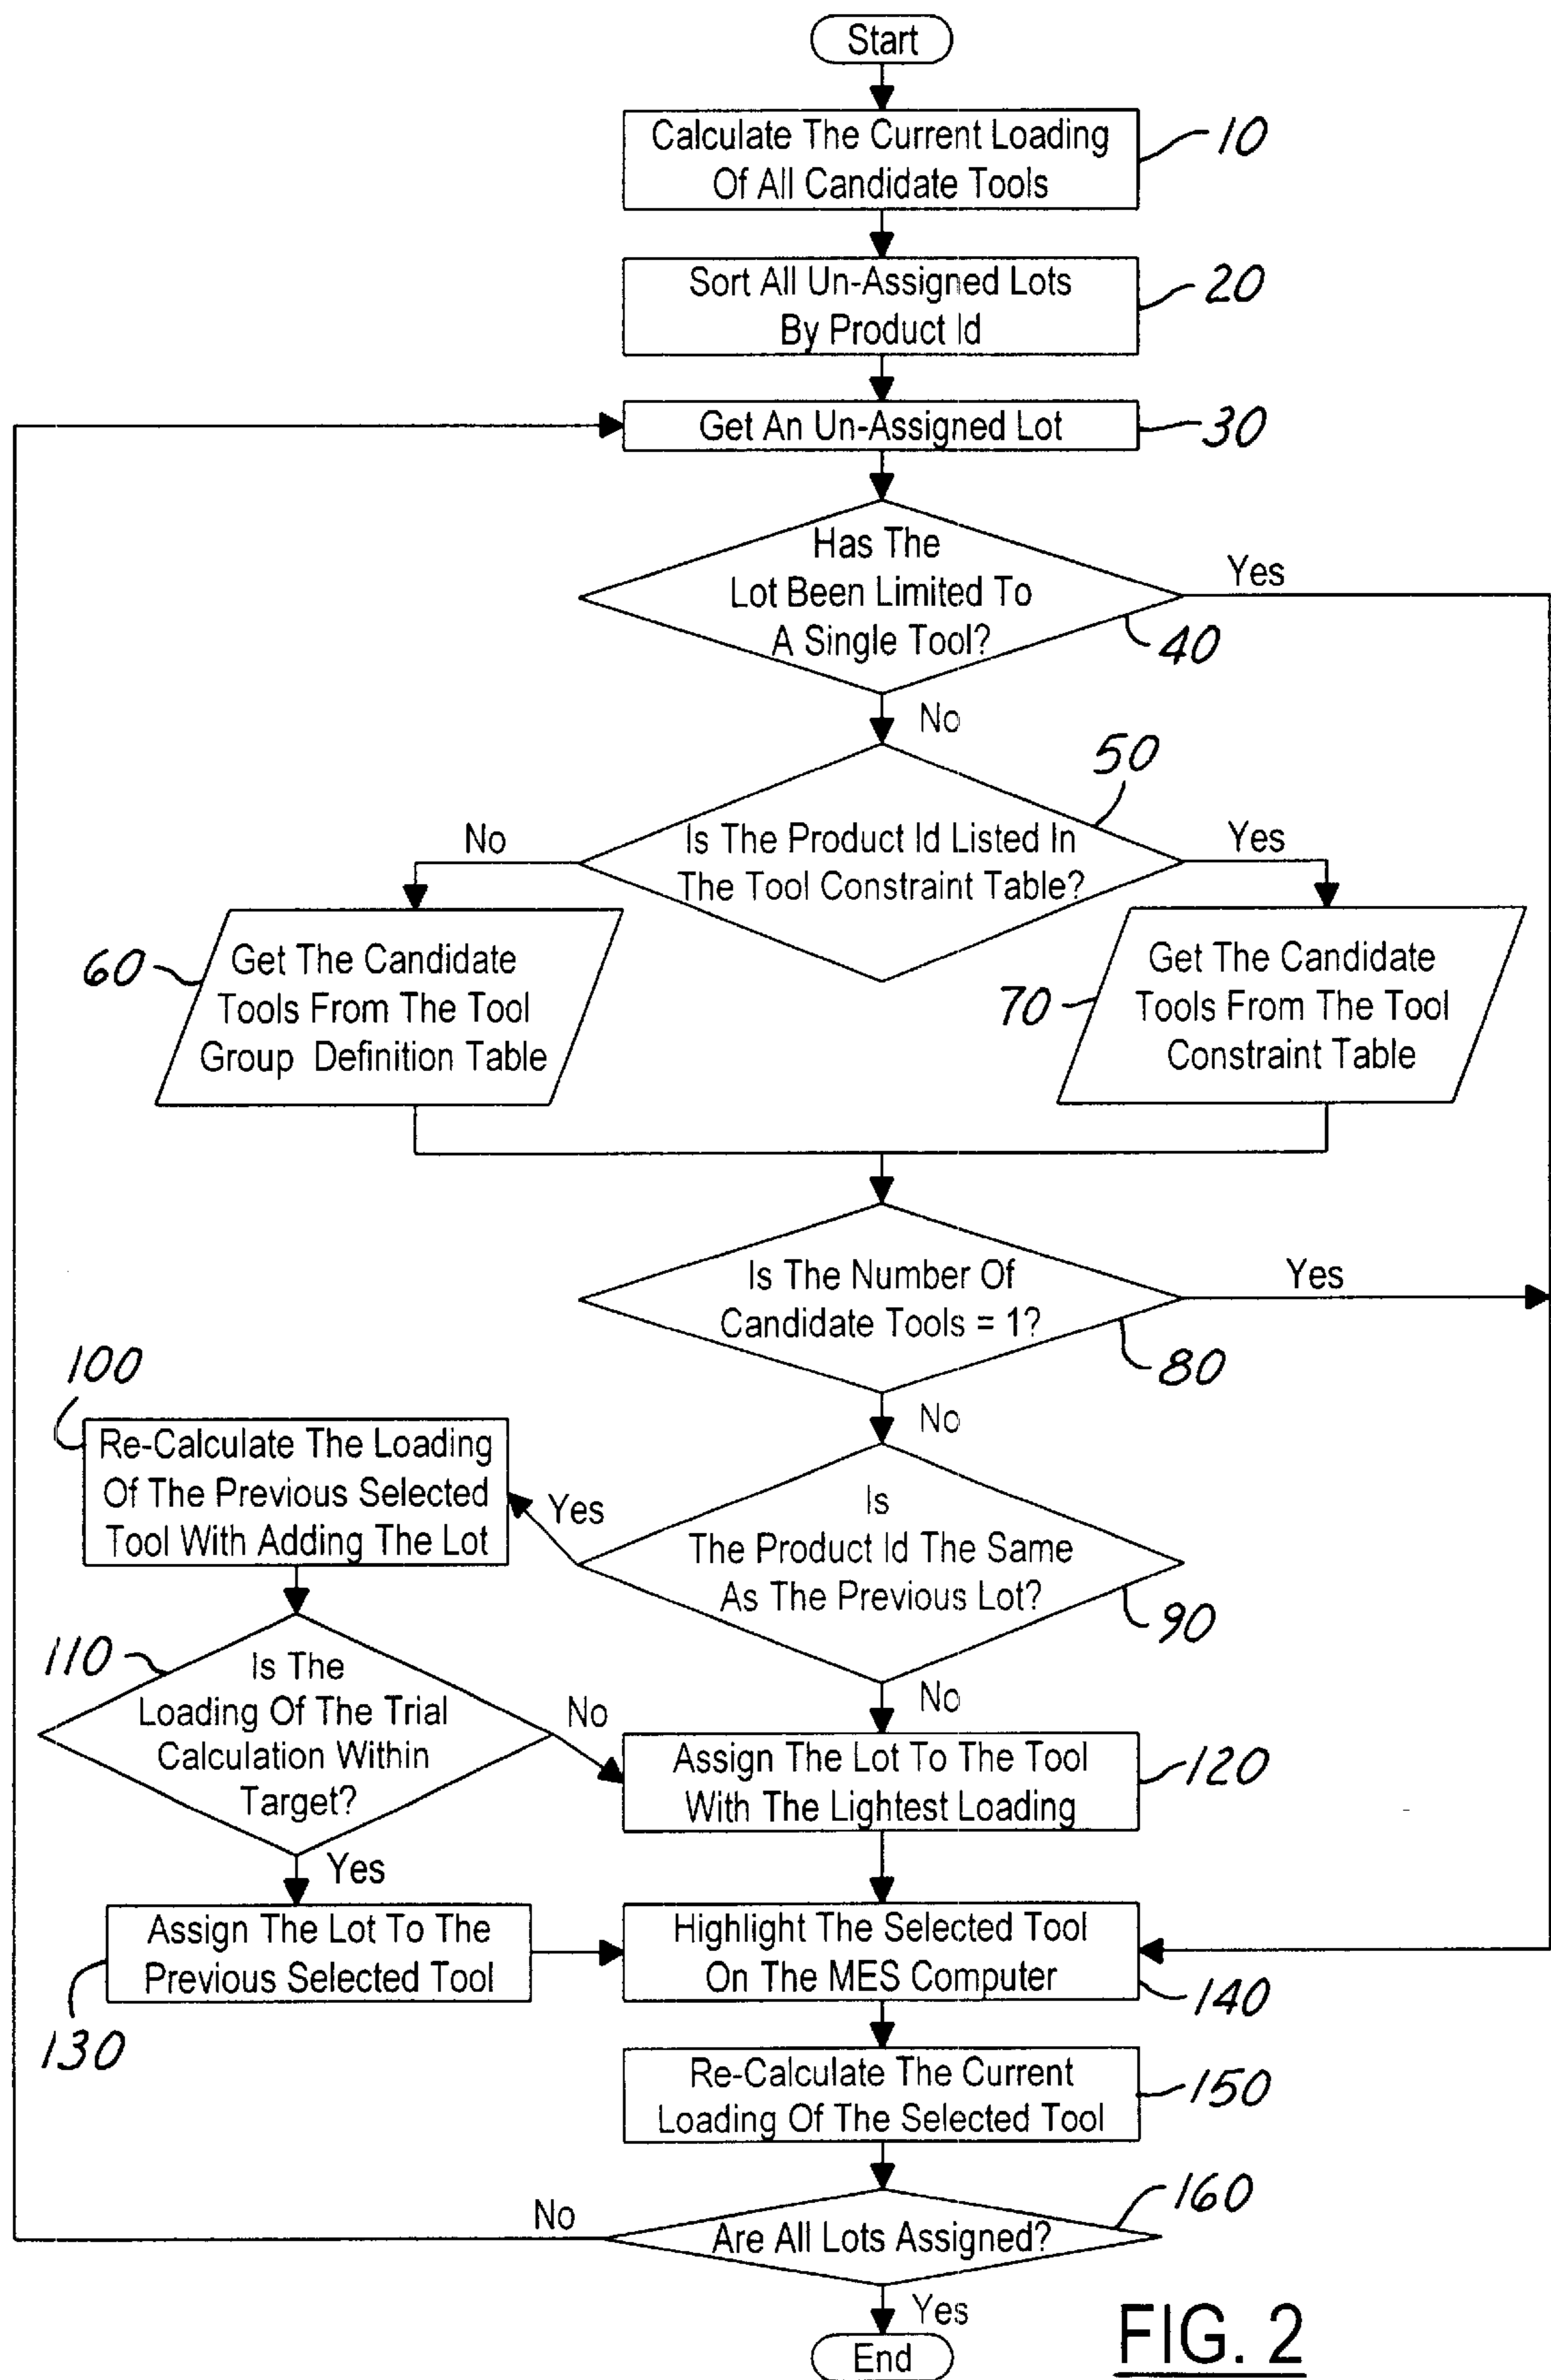 Start
Calculate The Current Loading
Of All Candidate Tools
10
Sort All Un-Assigned Lots
By Product Id
20
Get An Un-Assigned Lot
30
Has The
Lot Been Limited To
A Single Tool?
Yes
40
No
50
Is The Product Id Listed In
The Tool Constraint Table?
No
Yes
60
Get The Candidate
Tools From The Tool
Group Definition Table
70
Get The Candidate
Tools From The Tool
Constraint Table
Is The Number Of
Candidate Tools = 1?
Yes
80
No
100
Re-Calculate The Loading
Of The Previous Selected
Tool With Adding The Lot
Yes
Is
The Product Id The Same
As The Previous Lot?
90
No
110
Is The
Loading Of The Trial
Calculation Within
Target?
No
Yes
Assign The Lot To The Tool
With The Lightest Loading
120
Assign The Lot To The
Previous Selected Tool
130
Highlight The Selected Tool
On The MES Computer
140
Re-Calculate The Current
Loading Of The Selected Tool
150
Are All Lots Assigned?
160
No
Yes
End
FIG. 2